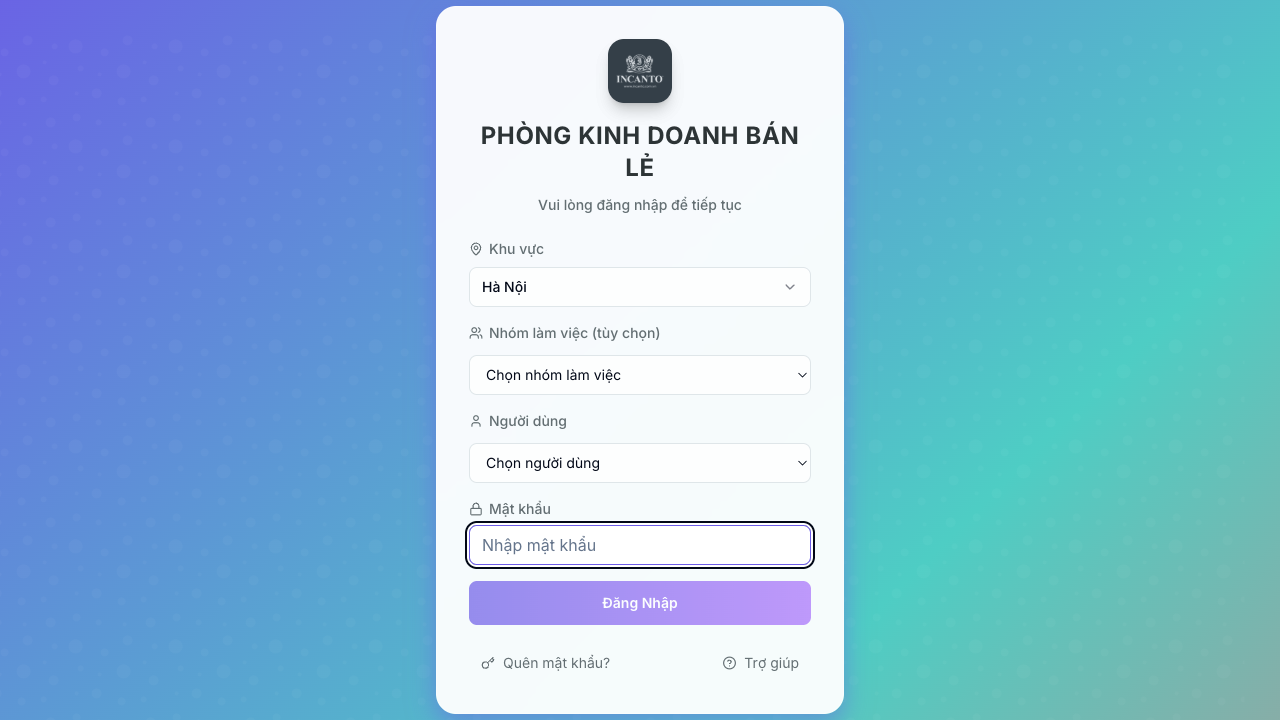 INCANTO
PHÒNG KINH DOANH BÁN
LẺ
Vui lòng đăng nhập để tiếp tục
Khu vực
Hà Nội
Nhóm làm việc (tùy chọn)
Chọn nhóm làm việc
Người dùng
Chọn người dùng
Mật khẩu
Nhập mật khẩu
Đăng Nhập
Quên mật khẩu?
Trợ giúp